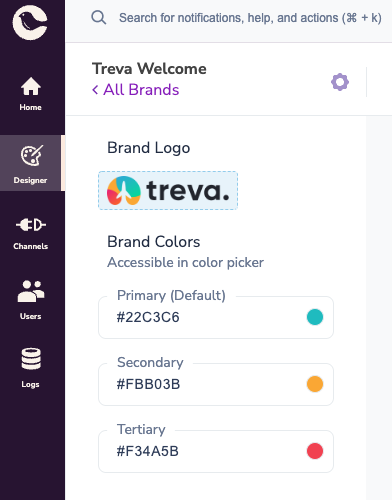 Search for notifications, help, and actions (⌘ + k)
Treva Welcome
< All Brands
Home
Designer
Channels
Users
Logs
Brand Logo
treva.
Brand Colors
Accessible in color picker
Primary (Default)
#22C3C6
Secondary
#FBB03B
Tertiary
#F34A5B